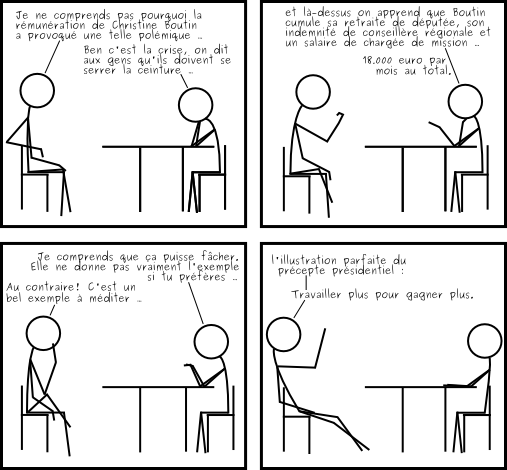 Je ne comprends pas pourquoi la
rémunération de Christine Boutin
a provoqué une telle polémique ...
Ben c'est la crise, on dit
aux gens qu'ils doivent se
serrer la ceinture ...
et là-dessus on apprend que Boutin
cumule sa retraite de députée, son
indemnité de conseillère régionale et
un salaire de chargée de mission ...
18.000 euro par
mois au total.
Je comprends que ça puisse fâcher.
Elle ne donne pas vraiment l'exemple
si tu préfères ...
Au contraire! C'est un
bel exemple à méditer ...
l'illustration parfaite du
précepte présidentiel :
Travailler plus pour gagner plus.